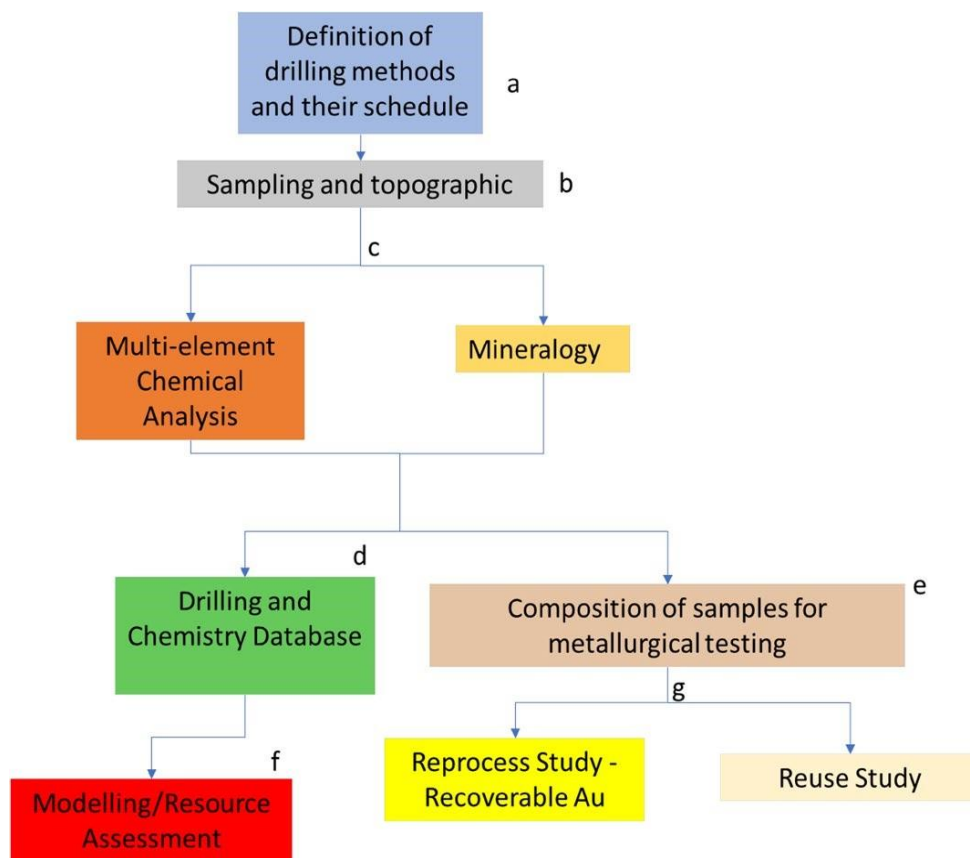 Definition of
drilling methods
and their schedule
a
Sampling and topographic
b
c
Multi-element
Chemical
Analysis
Mineralogy
d
Drilling and
Chemistry Database
e
Composition of samples for
metallurgical testing
g
f
Modelling/Resource
Assessment
Reprocess Study -
Recoverable Au
Reuse Study